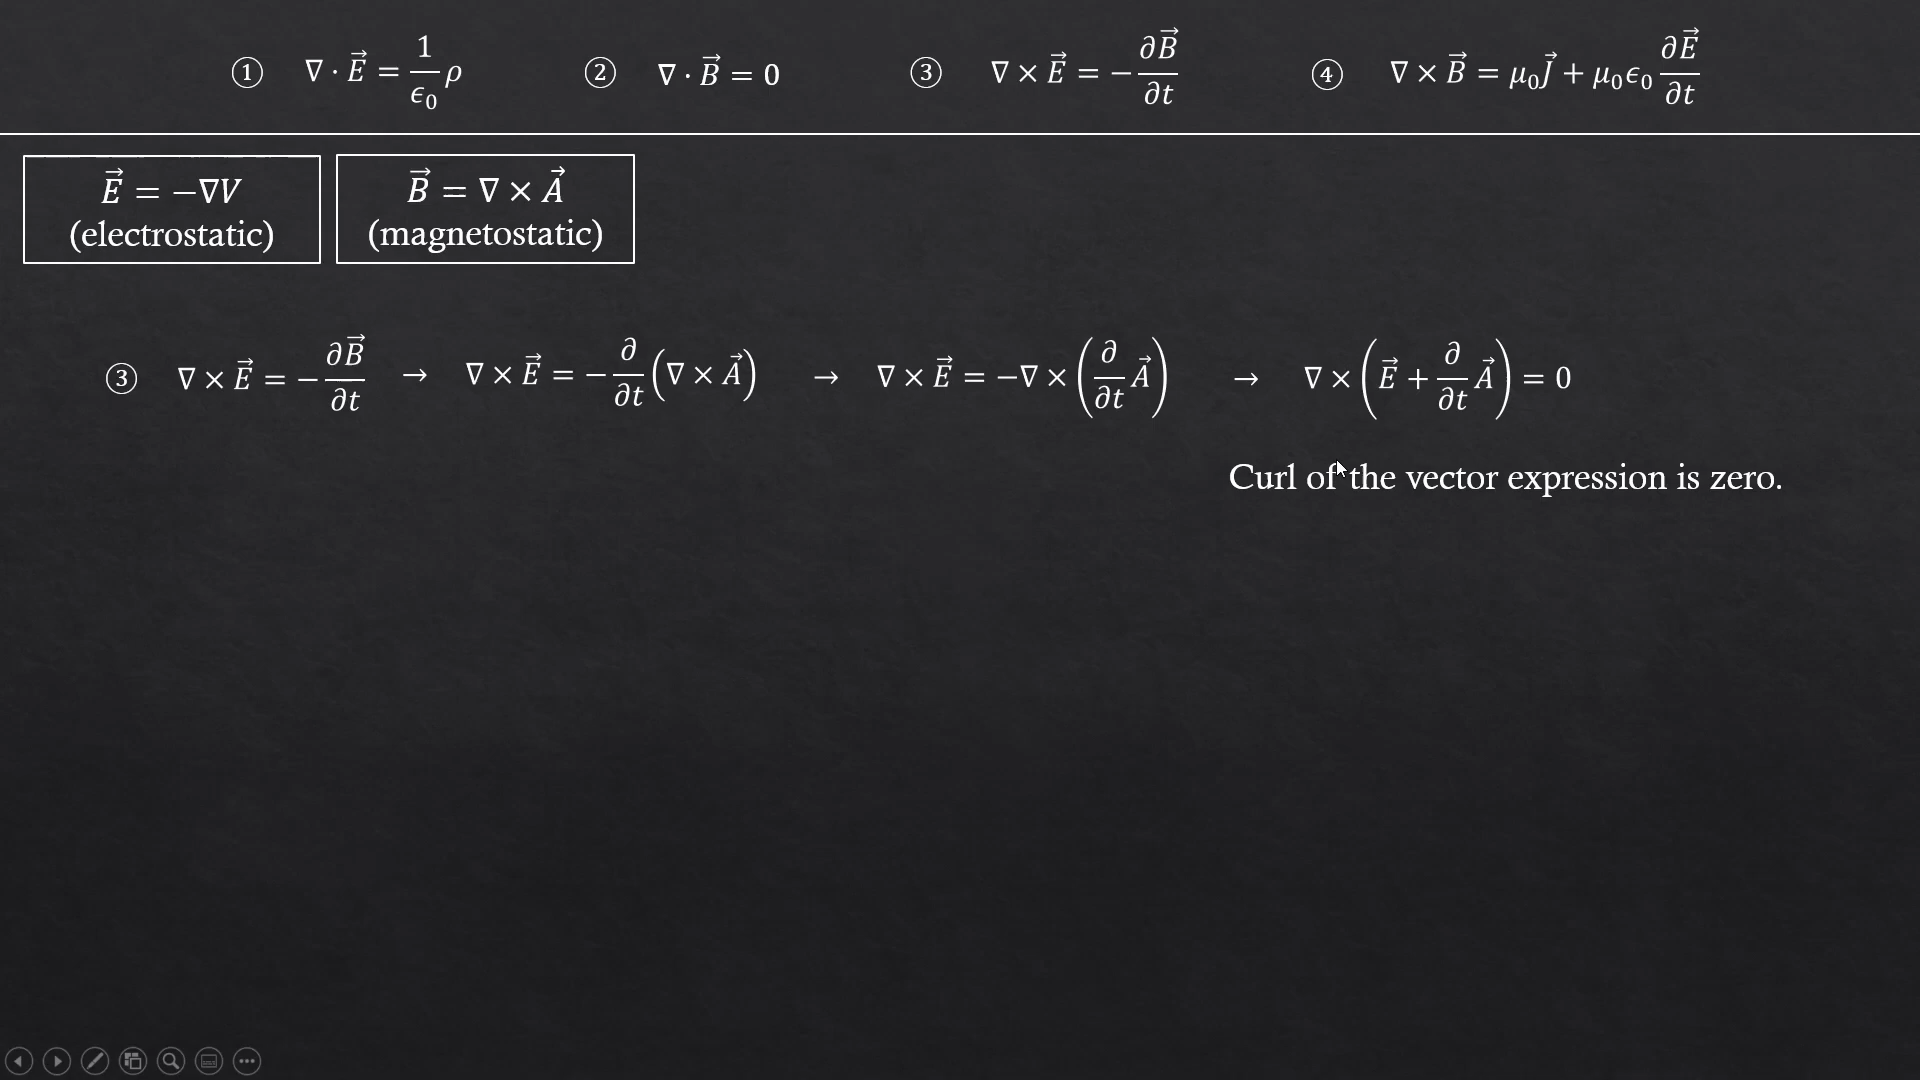 ① ∇ · E⃗ = 1/ϵ₀ ρ ② ∇ · B⃗ = 0 ③ ∇ × E⃗ = −∂B⃗/∂t ④ ∇ × B⃗ = μ₀J⃗ + μ₀ϵ₀ ∂E⃗/∂t
E⃗ = −∇V
(electrostatic)
B⃗ = ∇ × A⃗
(magnetostatic)
③ ∇ × E⃗ = −∂B⃗/∂t → ∇ × E⃗ = −∂/∂t (∇ × A⃗) → ∇ × E⃗ = −∇ × (∂/∂t A⃗) → ∇ × (E⃗ + ∂/∂t A⃗) = 0
Curl of the vector expression is zero.